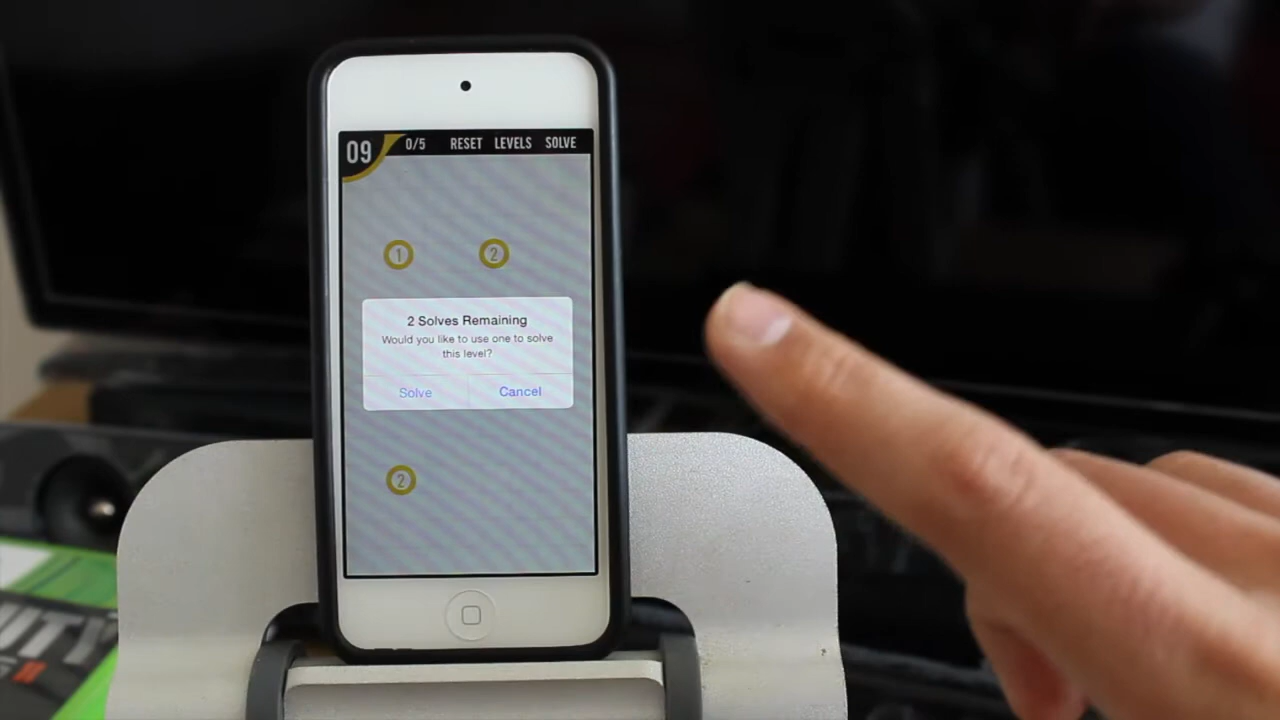 09 0/5 RESET LEVELS SOLVE
1 2
2 Solves Remaining
Would you like to use one to solve
this level?
Solve Cancel
2